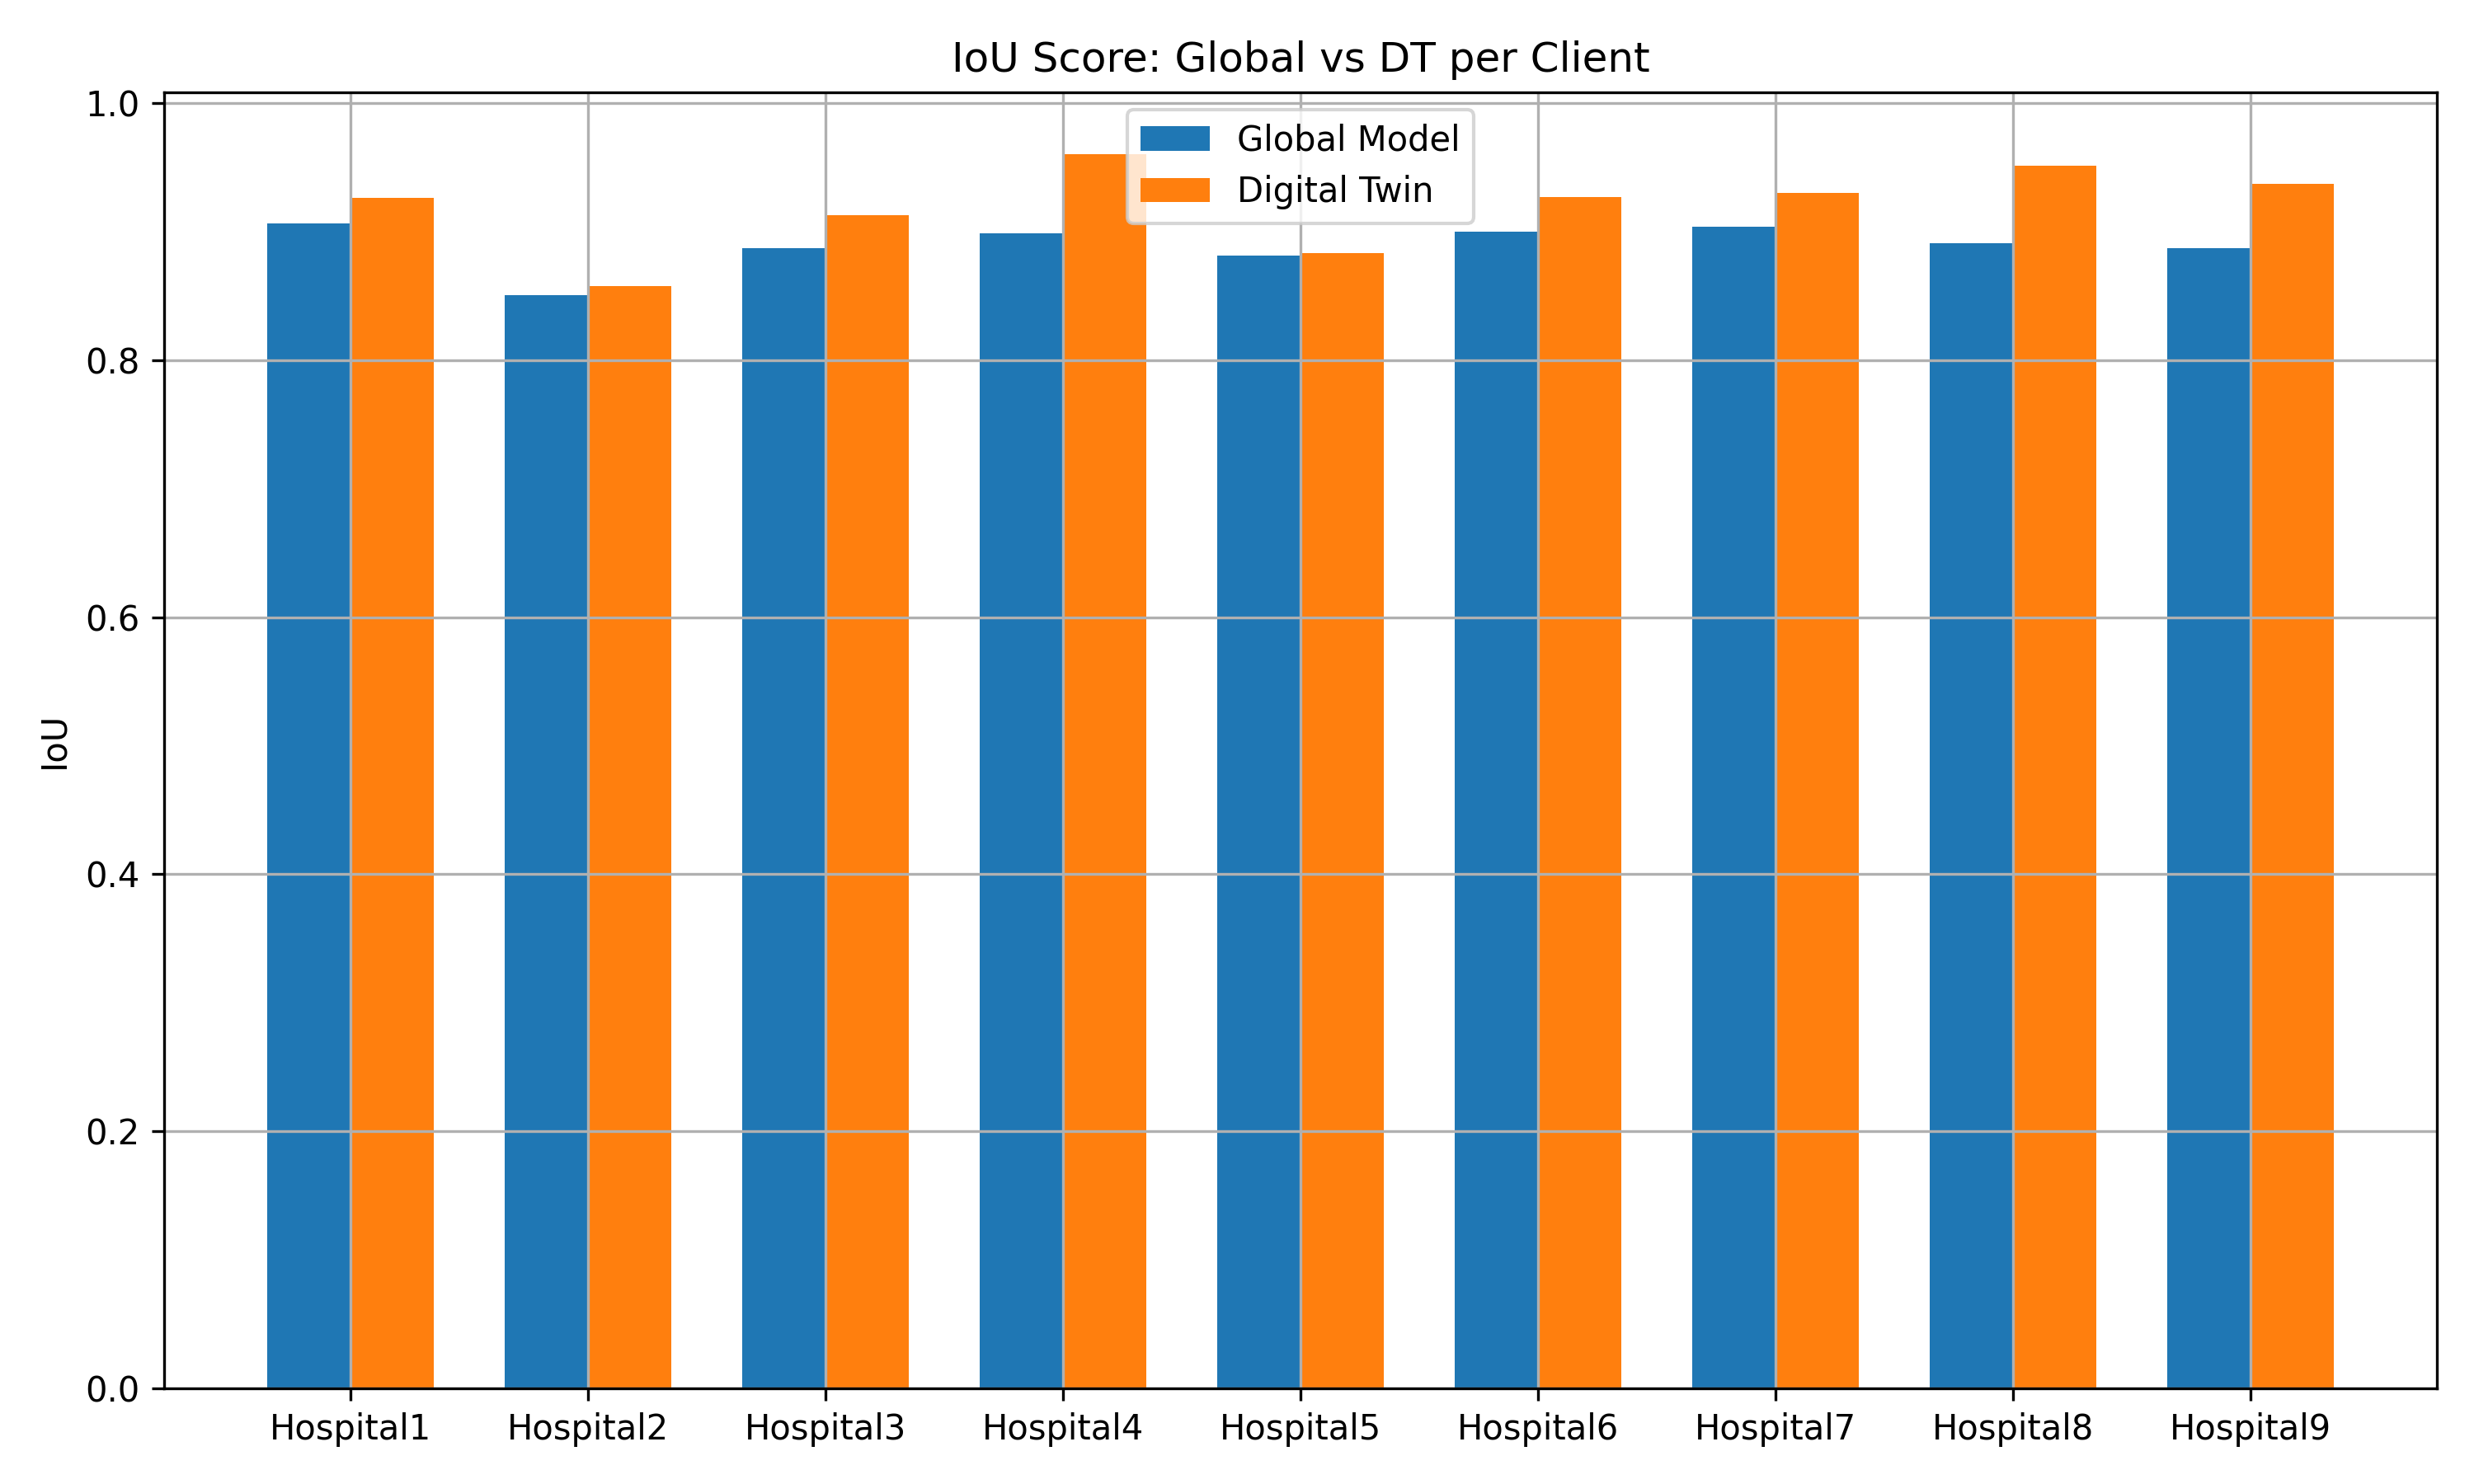 IoU Score: Global vs DT per Client
1.0
0.8
0.6
0.4
0.2
0.0
IoU
Global Model
Digital Twin
Hospital1 Hospital2 Hospital3 Hospital4 Hospital5 Hospital6 Hospital7 Hospital8 Hospital9